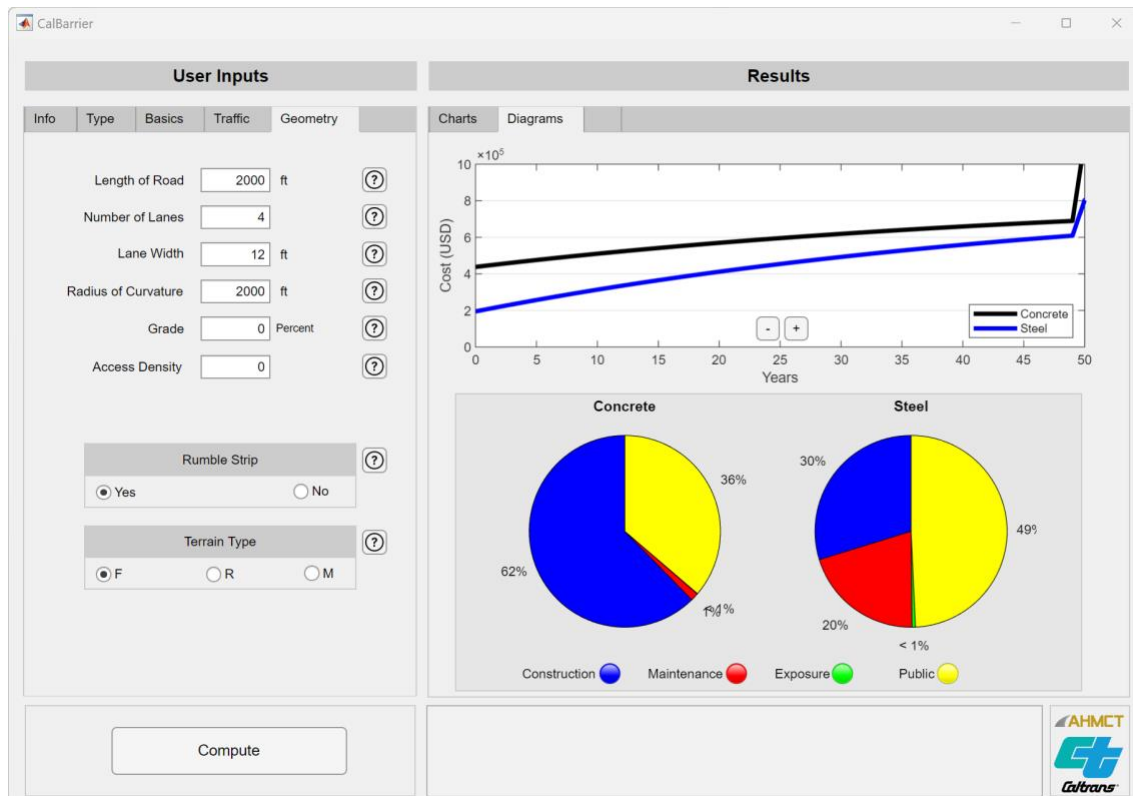 CalBarrier
User Inputs
Info Type Basics Traffic Geometry
Length of Road 2000 ft ?
Number of Lanes 4 ?
Lane Width 12 ft ?
Radius of Curvature 2000 ft ?
Grade 0 Percent ?
Access Density 0 ?
Rumble Strip ?
Yes No
Terrain Type ?
F R M
Compute
Results
Charts Diagrams
×10⁵
10
8
6
4
2
0
Cost (USD)
0 5 10 15 20 25 30 35 40 45 50
Years
- +
Concrete
Steel
Concrete
36%
62%
1%
< 1%
Steel
30%
49%
20%
< 1%
Construction Maintenance Exposure Public
AHMCT
Ct
Caltrans